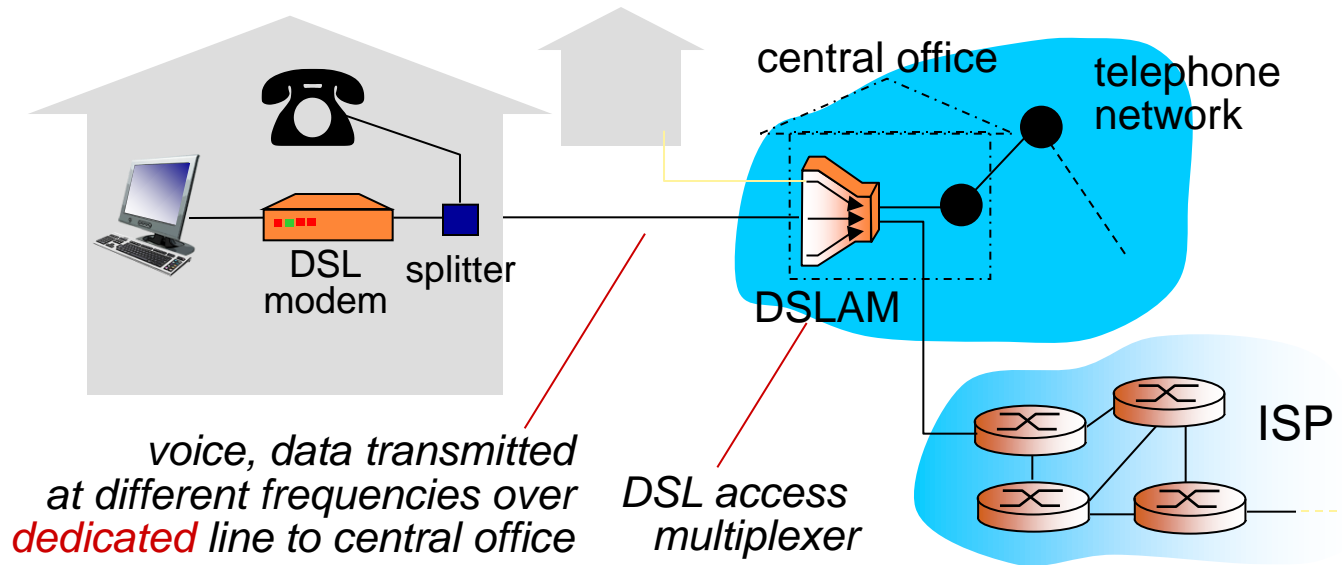 central office
telephone
network
DSL
modem
splitter
DSLAM
ISP
voice, data transmitted
at different frequencies over
dedicated line to central office
DSL access
multiplexer